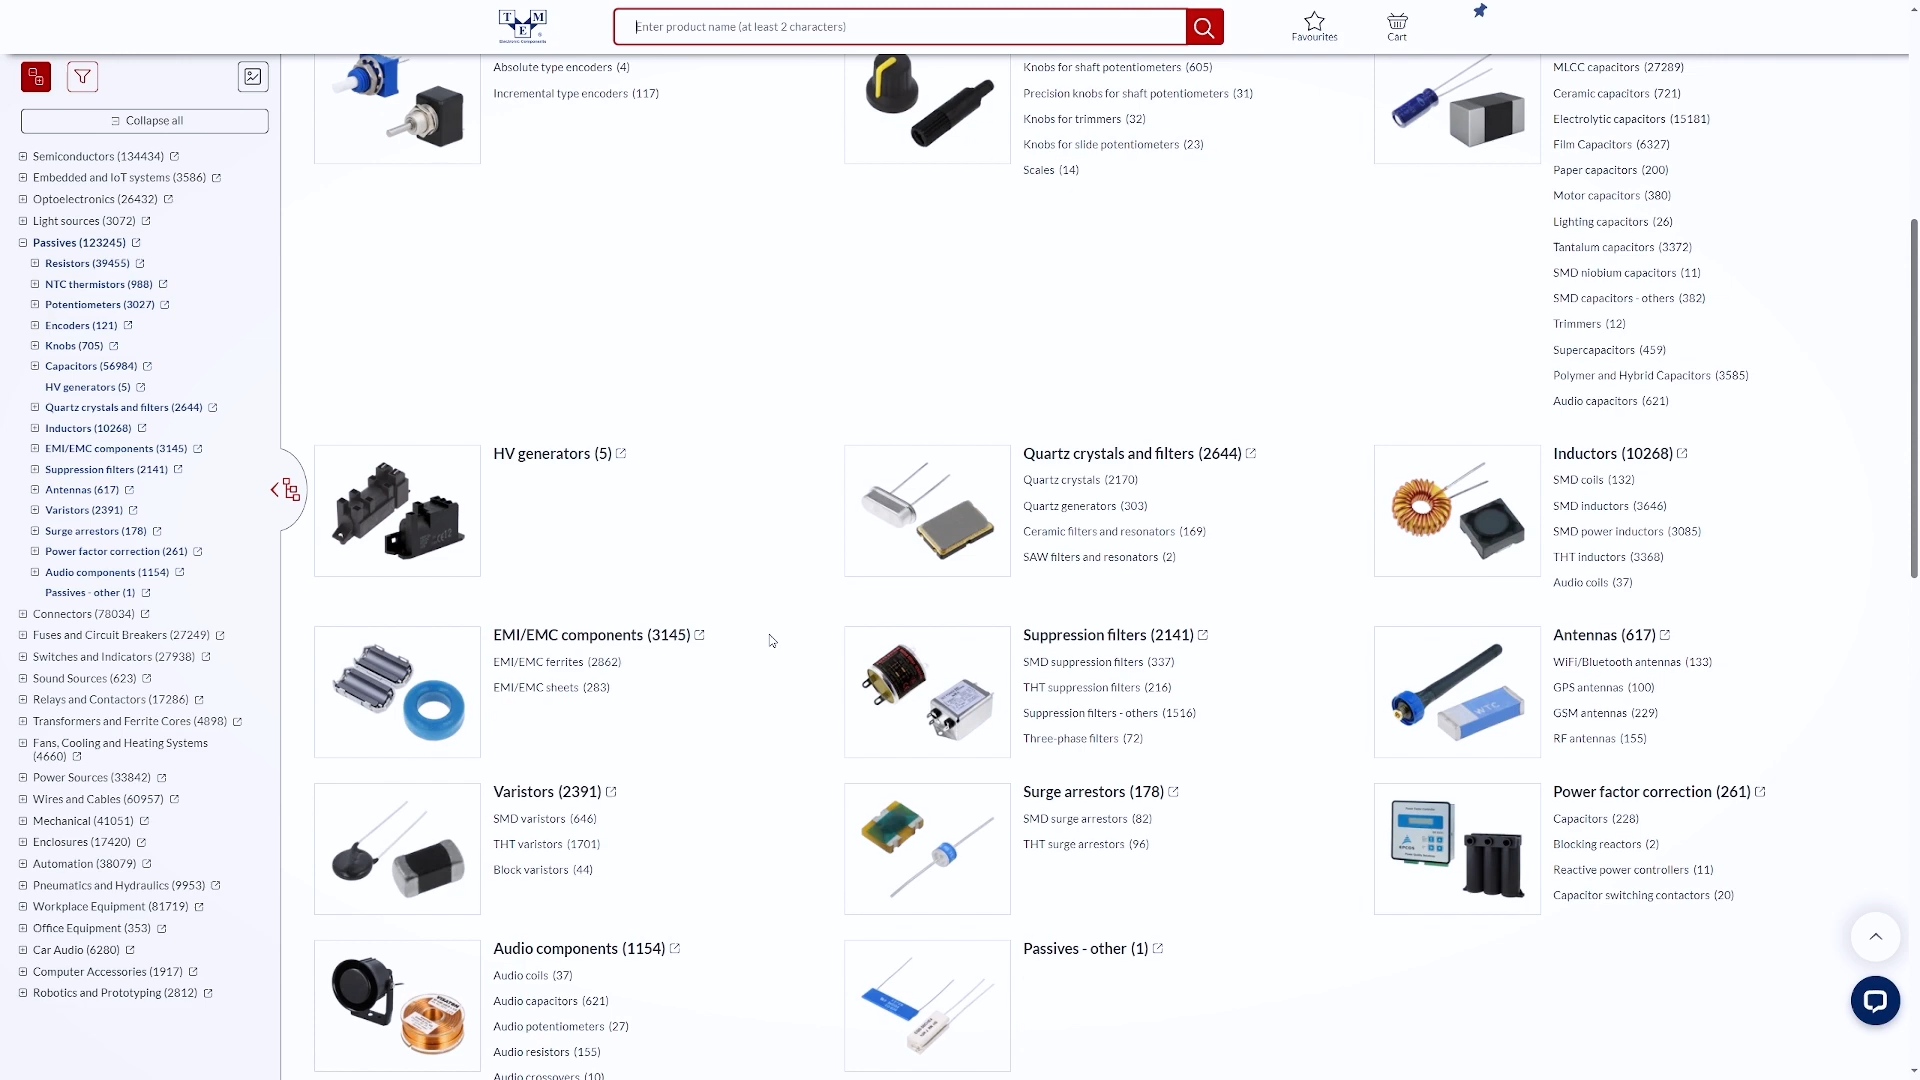 TME
Electronic Components
Enter product name (at least 2 characters)
Favourites
Cart
Collapse all
Semiconductors (134434)
Embedded and IoT systems (3586)
Optoelectronics (26432)
Light sources (3072)
Passives (123245)
Resistors (39455)
NTC thermistors (988)
Potentiometers (3027)
Encoders (121)
Knobs (705)
Capacitors (56984)
HV generators (5)
Quartz crystals and filters (2644)
Inductors (10268)
EMI/EMC components (3145)
Suppression filters (2141)
Antennas (617)
Varistors (2391)
Surge arrestors (178)
Power factor correction (261)
Audio components (1154)
Passives - other (1)
Connectors (78034)
Fuses and Circuit Breakers (27249)
Switches and Indicators (27938)
Sound Sources (623)
Relays and Contactors (17286)
Transformers and Ferrite Cores (4898)
Fans, Cooling and Heating Systems
(4660)
Power Sources (33842)
Wires and Cables (60957)
Mechanical (41051)
Enclosures (17420)
Automation (38079)
Pneumatics and Hydraulics (9953)
Workplace Equipment (81719)
Office Equipment (353)
Car Audio (6280)
Computer Accessories (1917)
Robotics and Prototyping (2812)
Absolute type encoders (4)
Incremental type encoders (117)
Knobs for shaft potentiometers (605)
Precision knobs for shaft potentiometers (31)
Knobs for trimmers (32)
Knobs for slide potentiometers (23)
Scales (14)
MLCC capacitors (27289)
Ceramic capacitors (721)
Electrolytic capacitors (15181)
Film Capacitors (6327)
Paper capacitors (200)
Motor capacitors (380)
Lighting capacitors (26)
Tantalum capacitors (3372)
SMD niobium capacitors (11)
SMD capacitors - others (382)
Trimmers (12)
Supercapacitors (459)
Polymer and Hybrid Capacitors (3585)
Audio capacitors (621)
HV generators (5)
Quartz crystals and filters (2644)
Quartz crystals (2170)
Quartz generators (303)
Ceramic filters and resonators (169)
SAW filters and resonators (2)
Inductors (10268)
SMD coils (132)
SMD inductors (3646)
SMD power inductors (3085)
THT inductors (3368)
Audio coils (37)
EMI/EMC components (3145)
EMI/EMC ferrites (2862)
EMI/EMC sheets (283)
Suppression filters (2141)
SMD suppression filters (337)
THT suppression filters (216)
Suppression filters - others (1516)
Three-phase filters (72)
WTC
Antennas (617)
WiFi/Bluetooth antennas (133)
GPS antennas (100)
GSM antennas (229)
RF antennas (155)
Varistors (2391)
SMD varistors (646)
THT varistors (1701)
Block varistors (44)
Surge arrestors (178)
SMD surge arrestors (82)
THT surge arrestors (96)
EPCOS
Power factor correction (261)
Capacitors (228)
Blocking reactors (2)
Reactive power controllers (11)
Capacitor switching contactors (20)
Audio components (1154)
Audio coils (37)
Audio capacitors (621)
Audio potentiometers (27)
Audio resistors (155)
Audio crossovers (10)
Passives - other (1)